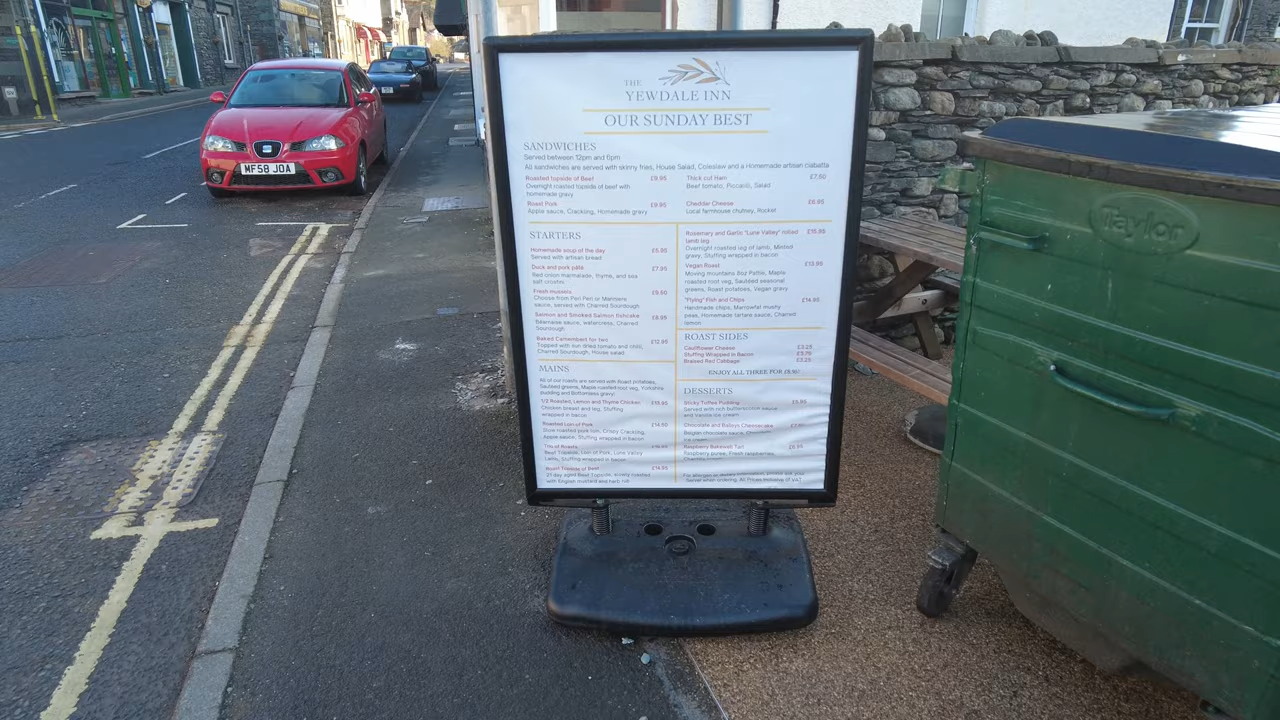 THE
YEWDALE INN
OUR SUNDAY BEST
SANDWICHES
Served between 12pm and 6pm
All sandwiches are served with skinny fries, House Salad, Coleslaw and a Homemade artisan ciabatta
Roasted topside of Beef £9.95
Overnight roasted topside of beef with
homemade gravy
Roast Pork £9.95
Apple sauce, Crackling, Homemade gravy
Thick cut Ham £7.50
Beef tomato, Piccalilli, Salad
Cheddar Cheese £6.95
Local farmhouse chutney, Rocket
STARTERS
Homemade soup of the day £5.95
Served with artisan bread
Duck and pork pâté £7.95
Red onion marmalade, thyme, and sea
salt crostini
Fresh mussels £9.50
Choose from Peri Peri or Mariniere
sauce, served with Charred Sourdough
Salmon and Smoked Salmon fishcake £8.95
Bearnaise sauce, watercress, Charred
Sourdough
Baked Camembert for two £12.95
Topped with sun dried tomato and chilli,
Charred Sourdough, House salad
MAINS
All of our roasts are served with Roast potatoes,
Sautéed greens, Maple roasted root veg, Yorkshire
pudding and Bottomless gravy
1/2 Roasted, Lemon and Thyme Chicken £15.95
Chicken breast and leg, Stuffing
wrapped in bacon
Roasted Loin of Pork £14.50
Slow roasted pork loin, Crispy Crackling,
Apple sauce, Stuffing wrapped in bacon
Trio of Roasts
Beef Topside, Loin of Pork, Lune Valley
Lamb, Stuffing wrapped in bacon
Roast Topside of Beef £14.95
21 day aged Beef Topside, slowly roasted
with English mustard and herb rub
Rosemary and Garlic "Lune Valley" rolled £15.95
lamb leg
Overnight roasted leg of lamb, Minted
gravy, Stuffing wrapped in bacon
Vegan Roast £13.95
Moving mountains 8oz Pattie, Maple
roasted root veg, Sautéed seasonal
greens, Roast potatoes, Vegan gravy
"Flying" Fish and Chips £14.95
Handmade chips, Marrowfat mushy
peas, Homemade tartare sauce, Charred
lemon
ROAST SIDES
Cauliflower Cheese £3.25
Stuffing Wrapped in Bacon £3.75
Braised Red Cabbage £3.25
ENJOY ALL THREE FOR £8.95!
DESSERTS
Sticky Toffee Pudding £6.95
Served with rich butterscotch sauce
and Vanilla ice cream
Chocolate and Baileys Cheesecake
Belgian chocolate sauce, Chocolate
ice cream
Raspberry Bakewell Tart £6.95
Raspberry puree, Fresh raspberries,
For allergen or dietary information, please ask your
Server when ordering. All Prices Inclusive of VAT
MF58 JOA
Taylor